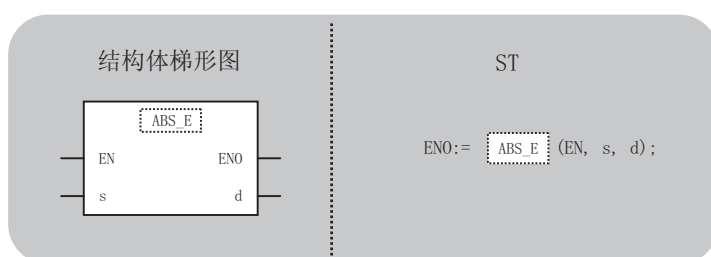 结构体梯形图
ABS_E
EN ENO
s d
ST
ENO:= ABS_E (EN, s, d);